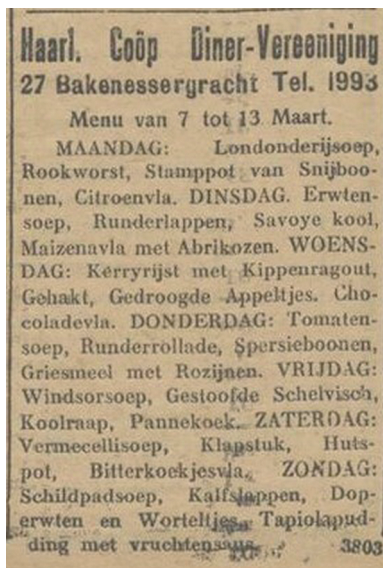 Haarl. Coöp Diner-Vereeniging
27 Bakenessergracht Tel. 1993
Menu van 7 tot 13 Maart.
MAANDAG: Londonderijsoep,
Rookworst, Stamppot van Snijboo-
nen, Citroenvla. DINSDAG. Erwten-
soep, Runderlappen, Savoye kool,
Maizenavla met Abrikozen. WOENS-
DAG: Kerryrijst met Kippenragout,
Gehakt, Gedroogde Appeltjes. Cho-
coladevla. DONDERDAG: Tomaten-
soep, Runderrollade, Spersieboonen,
Griesmeel met Rozijnen. VRIJDAG:
Windsorsoep, Gestoofde Schelvisch,
Koolraap, Pannekoek. ZATERDAG:
Vermecellisoep, Klapstuk, Huts-
pot, Bitterkoekjesvla. ZONDAG:
Schildpadsoep, Kalfslappen, Dop-
erwten en Worteltjes, Tapiolapud-
ding met vruchtensaus. 3803